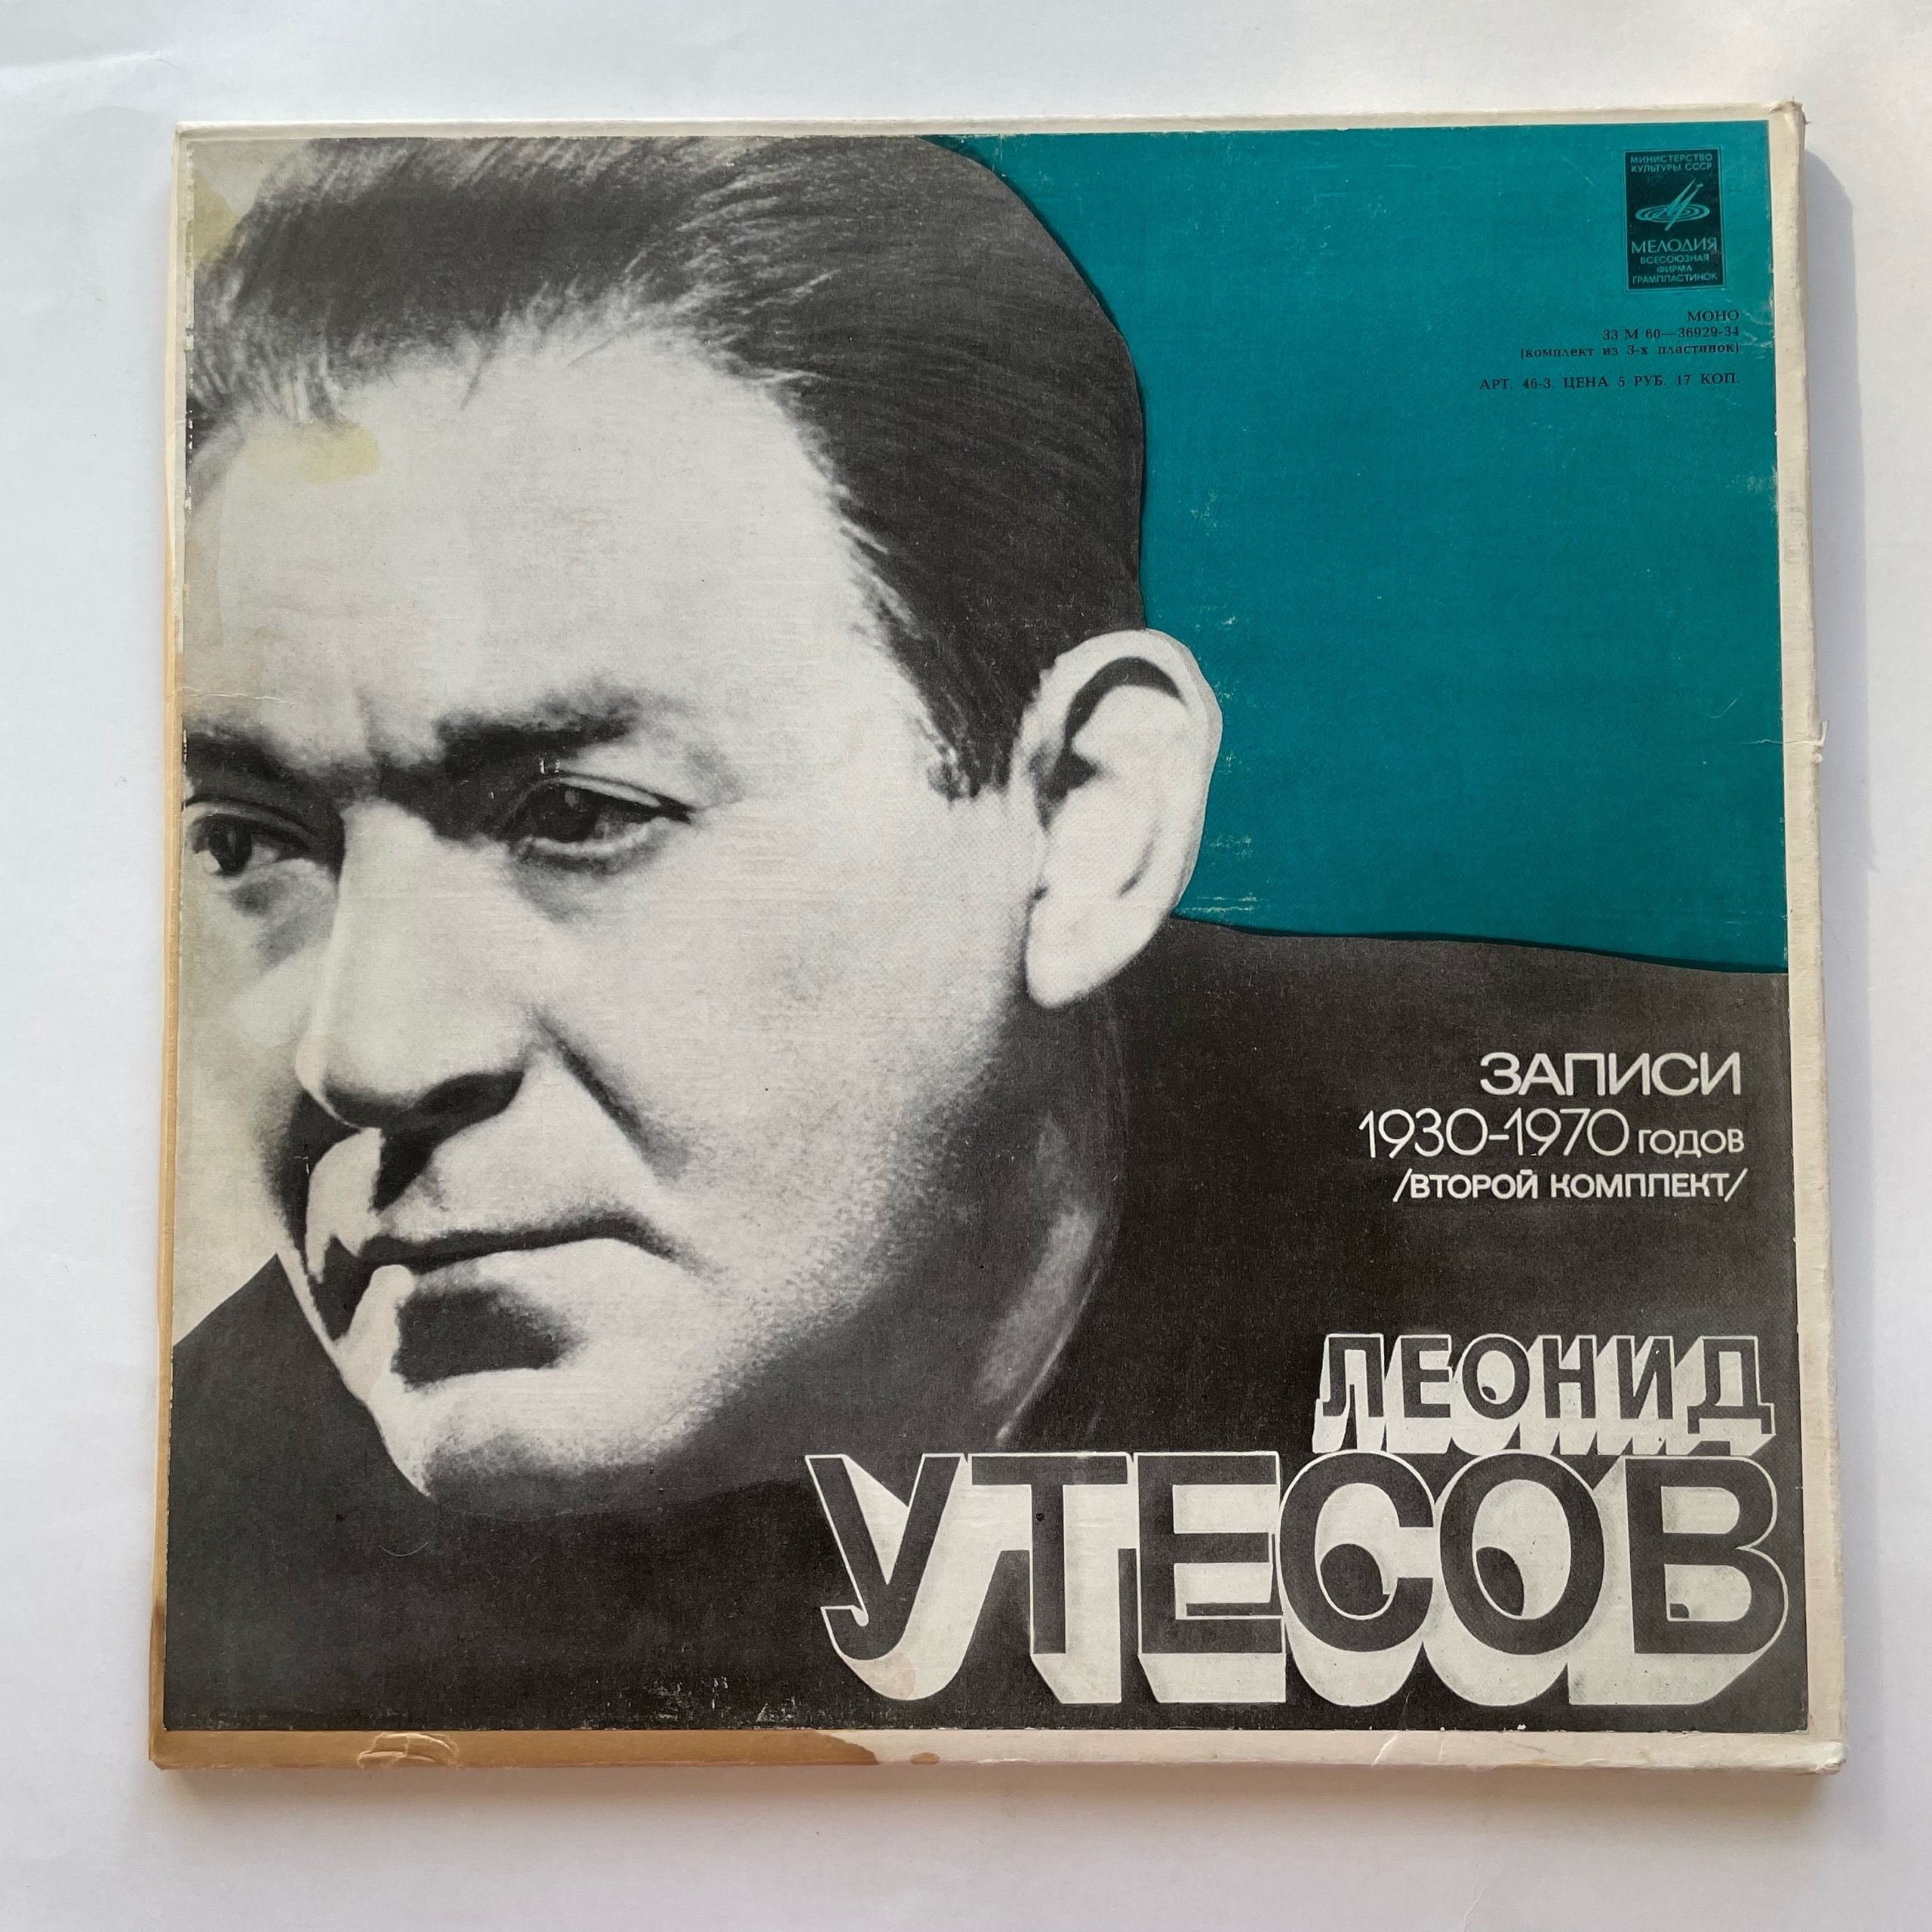 МИНИСТЕРСТВО
КУЛЬТУРЫ СССР
МЕЛОДИЯ
ВСЕСОЮЗНАЯ
ФИРМА
ГРАМПЛАСТИНОК
МОНО
33 М 60—36929-34
(комплект из 3-х пластинок)
АРТ. 46-3. ЦЕНА 5 РУБ. 17 КОП.
ЗАПИСИ
1930-1970 ГОДОВ
/ВТОРОЙ КОМПЛЕКТ/
ЛЕОНИД
УТЕСОВ